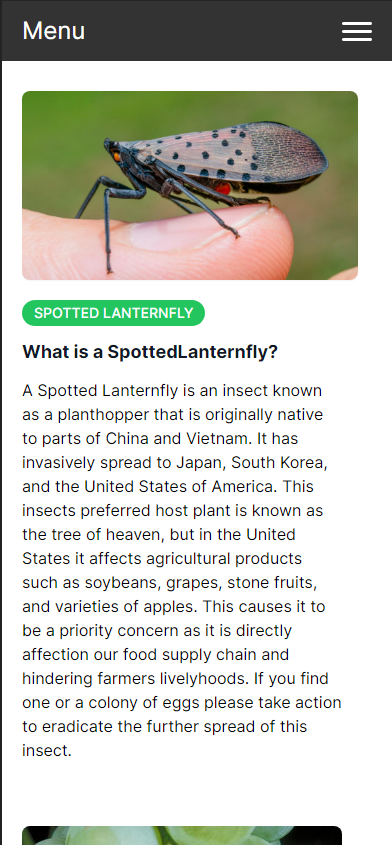 Menu
SPOTTED LANTERNFLY
What is a SpottedLanternfly?
A Spotted Lanternfly is an insect known
as a planthopper that is originally native
to parts of China and Vietnam. It has
invasively spread to Japan, South Korea,
and the United States of America. This
insects preferred host plant is known as
the tree of heaven, but in the United
States it affects agricultural products
such as soybeans, grapes, stone fruits,
and varieties of apples. This causes it to
be a priority concern as it is directly
affection our food supply chain and
hindering farmers livelyhoods. If you find
one or a colony of eggs please take action
to eradicate the further spread of this
insect.